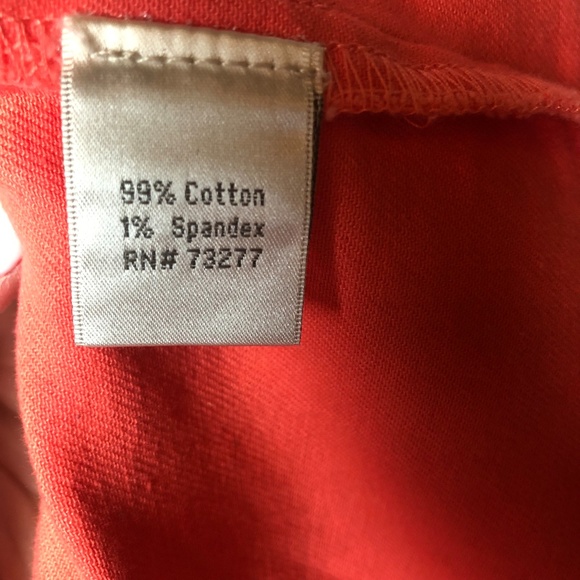 99% Cotton
1% Spandex
RN# 73277